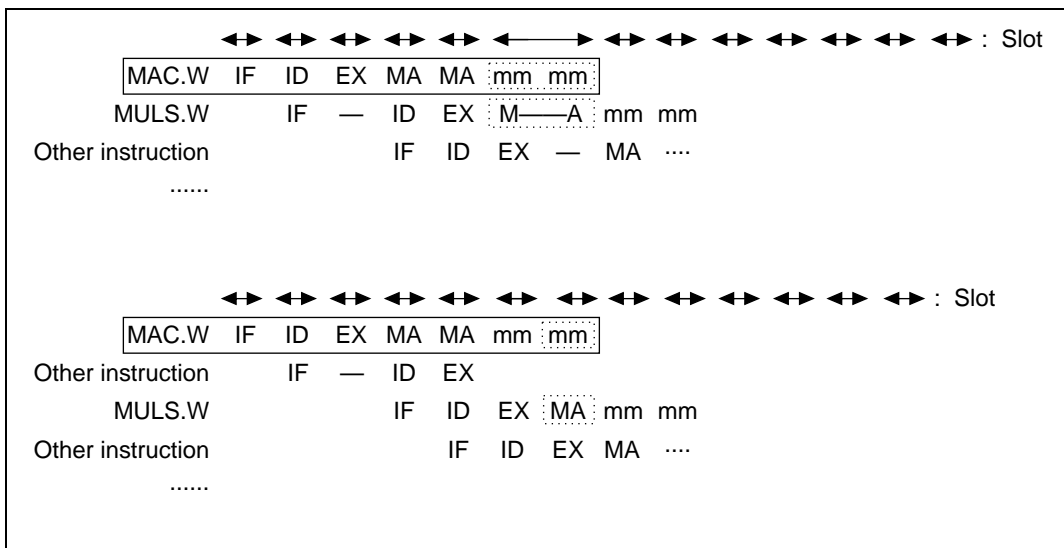 : Slot
MAC.W IF ID EX MA MA mm mm
MULS.W IF — ID EX M——A mm mm
Other instruction IF ID EX — MA ····
······
: Slot
MAC.W IF ID EX MA MA mm mm
Other instruction IF — ID EX
MULS.W IF ID EX MA mm mm
Other instruction IF ID EX MA ····
······